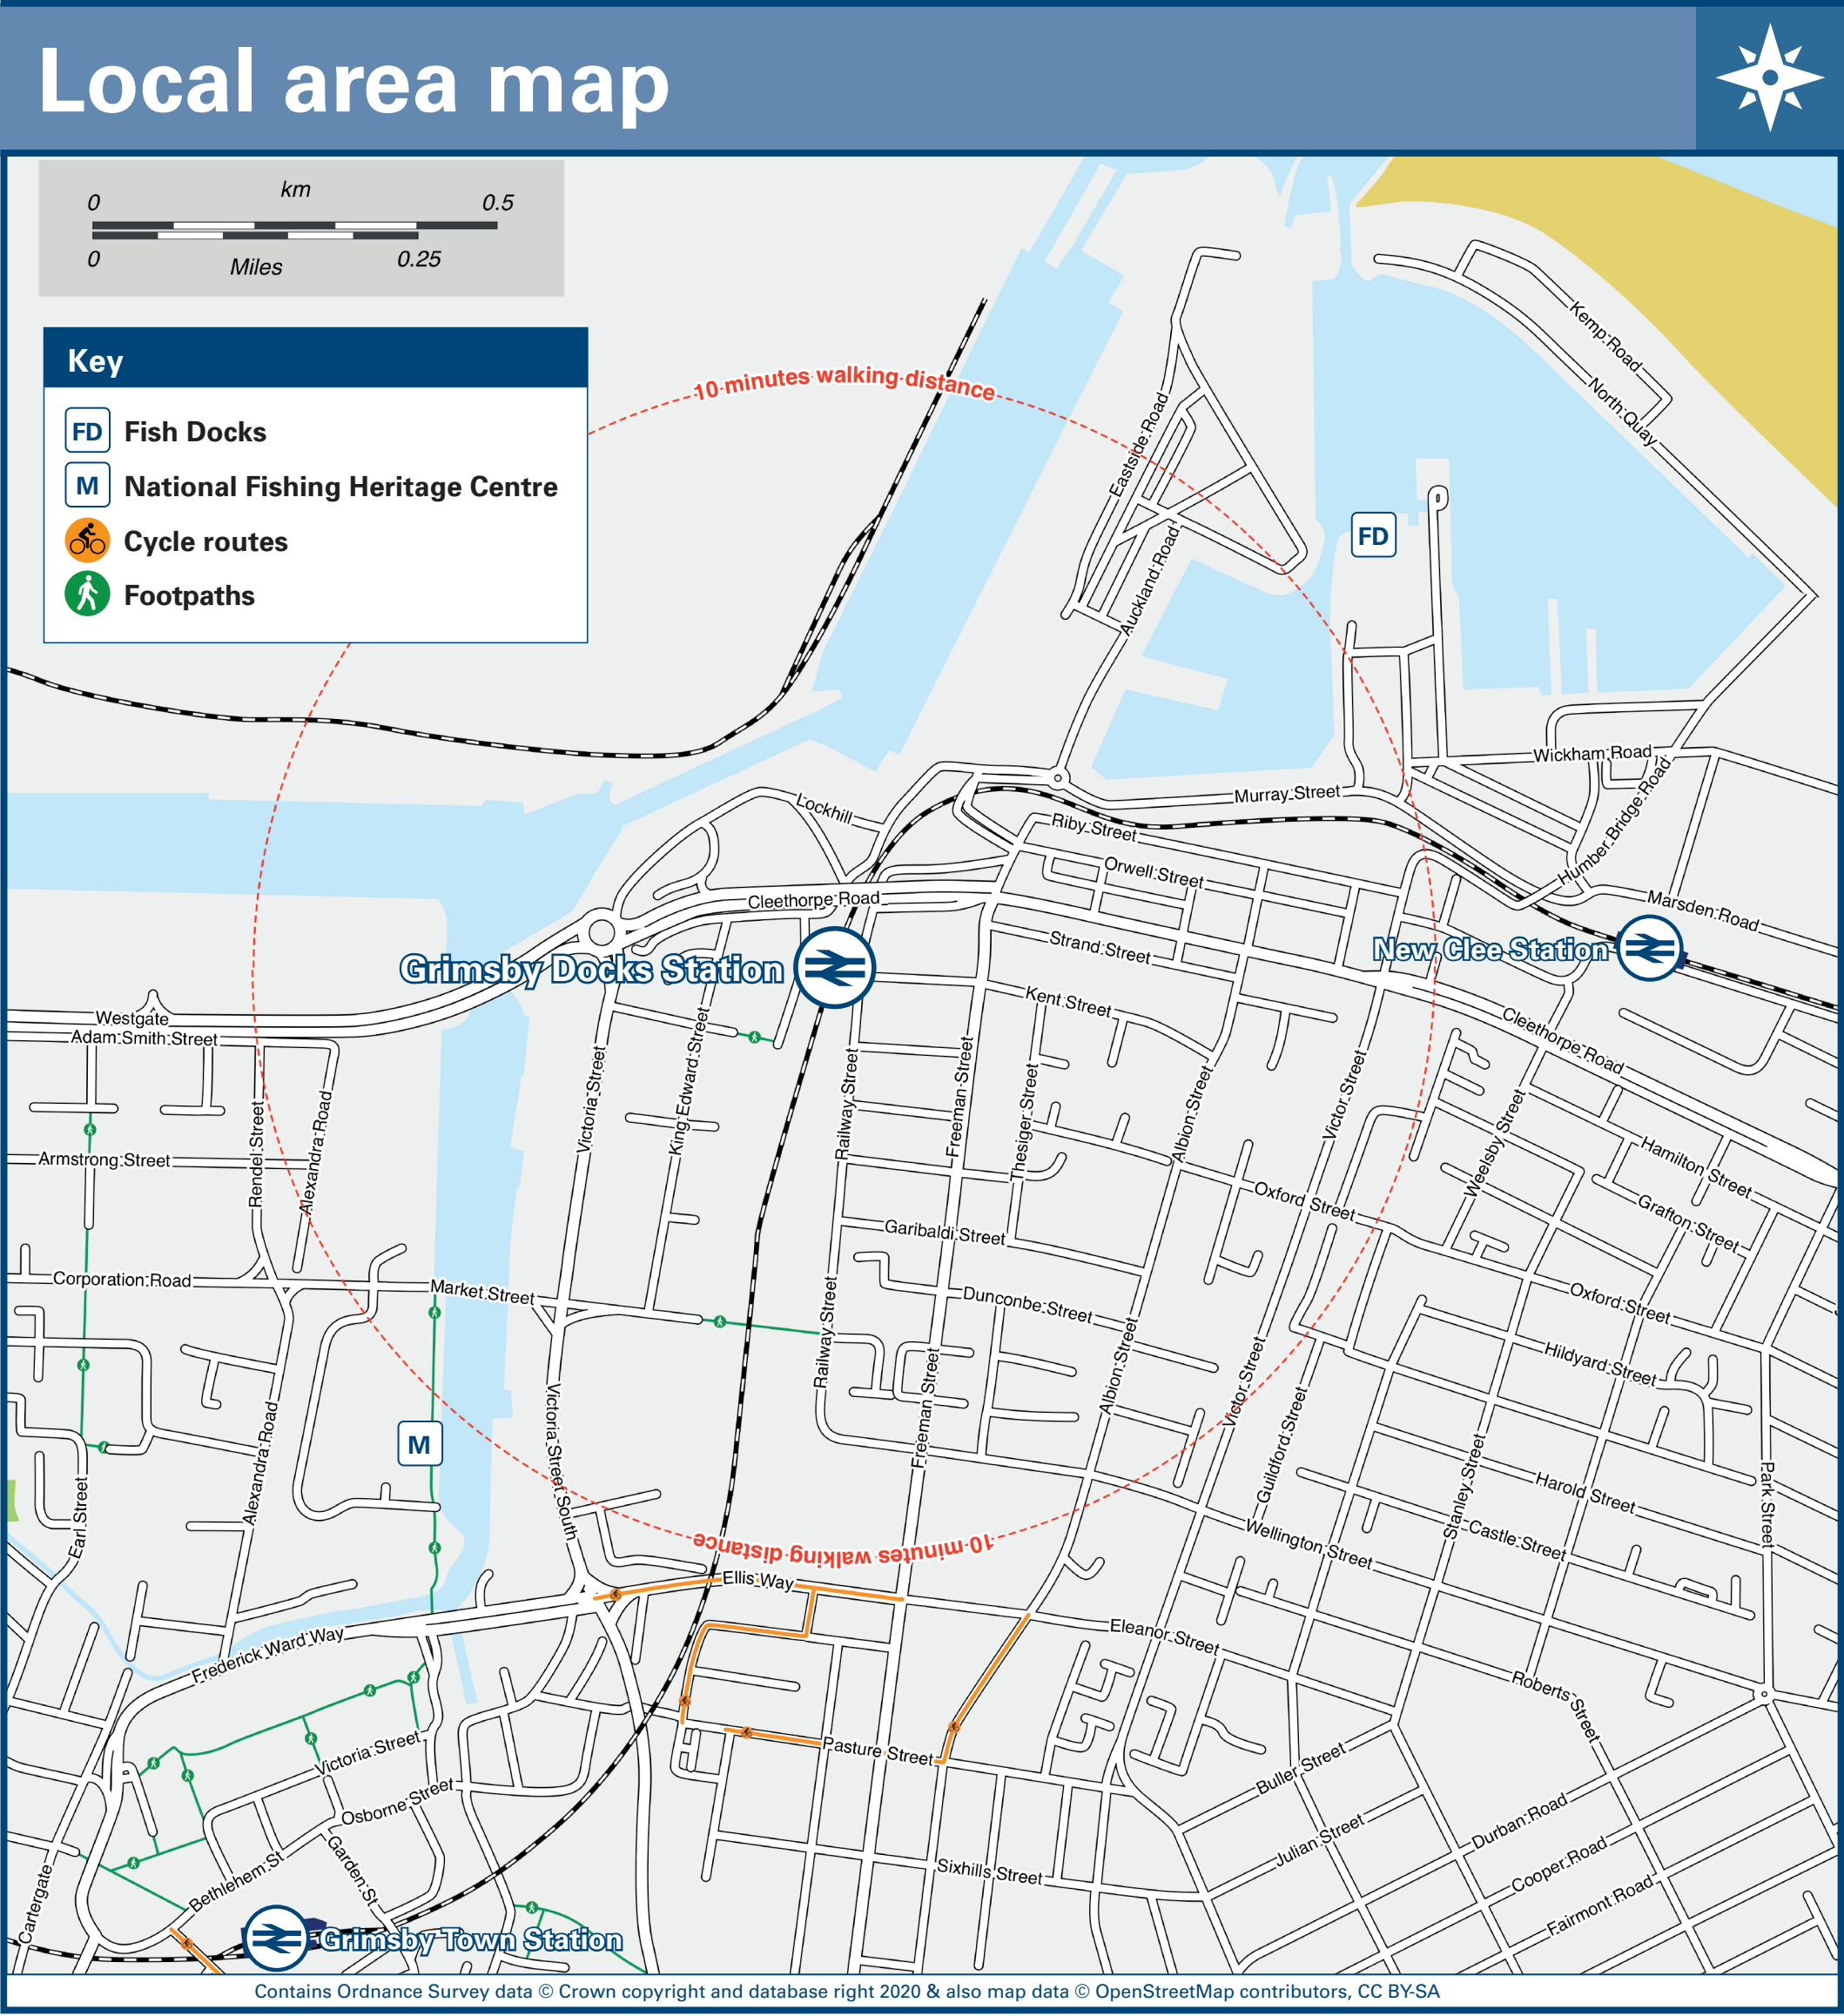 Local area map
km
0 0.5
0 0.25
Miles
Key
FD Fish Docks
M National Fishing Heritage Centre
Cycle routes
Footpaths
10 minutes walking distance
Kemp Road
North Quay
Eastside Road
FD
Auckland Road
Wickham Road
Murray Street
Humber Bridge Road
Lockhill
Riby Street
Orwell Street
Cleethorpe Road
Marsden Road
Strand Street
New Clee Station
Grimsby Docks Station
Kent Street
Westgate
Adam Smith Street
Cleethorpe Road
Victoria Street
King Edward Street
Railway Street
Freeman Street
Thesiger Street
Albion Street
Victor Street
Weelsby Street
Rendel Street
Alexandra Road
Armstrong Street
Hamilton Street
Oxford Street
Grafton Street
Garibaldi Street
Corporation Road
Market Street
Duncombe Street
Oxford Street
Railway Street
Freeman Street
Albion Street
Victor Street
Hildyard Street
Guildford Street
M
Victoria Street South
Alexandra Road
Earl Street
Stanley Street
Harold Street
Park Street
Castle Street
Wellington Street
10 minutes walking distance
Ellis Way
Eleanor Street
Frederick Ward Way
Roberts Street
Victoria Street
Pasture Street
Buller Street
Osborne Street
Durban Road
Julian Street
Cooper Road
Garden St
Bethlehem St
Sixhills Street
Fairmont Road
Cartergate
Grimsby Town Station
Contains Ordnance Survey data © Crown copyright and database right 2020 & also map data © OpenStreetMap contributors, CC BY-SA